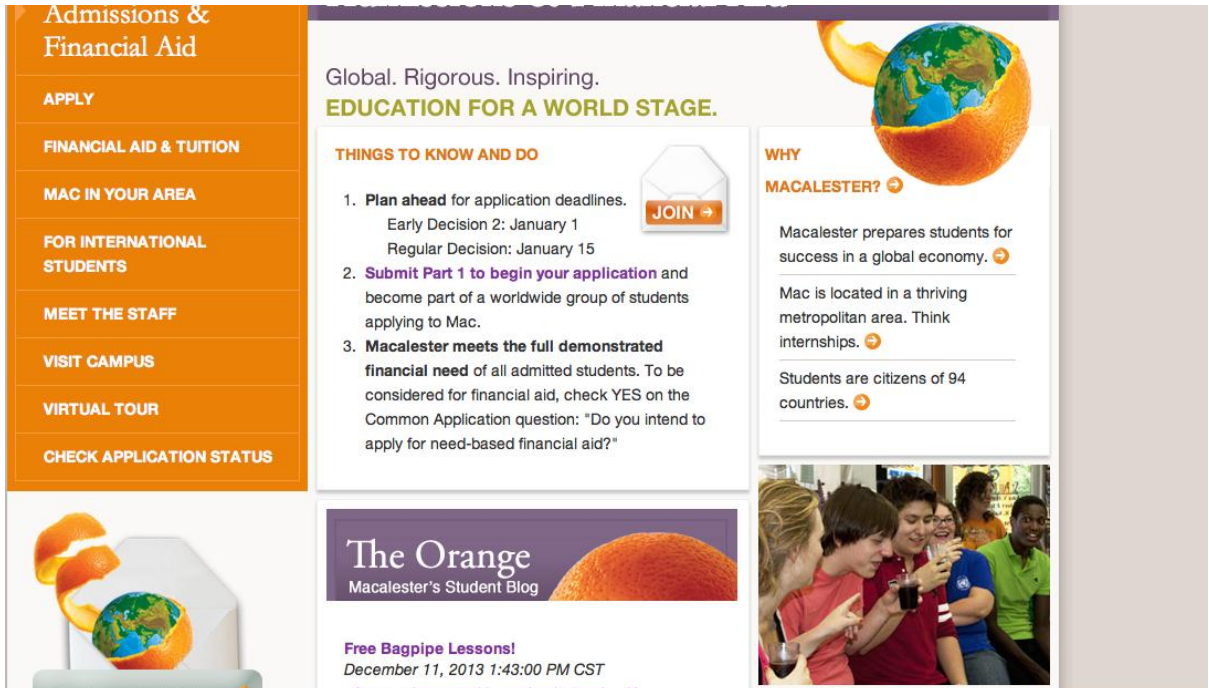 Admissions &
Financial Aid
APPLY
FINANCIAL AID & TUITION
MAC IN YOUR AREA
FOR INTERNATIONAL
STUDENTS
MEET THE STAFF
VISIT CAMPUS
VIRTUAL TOUR
CHECK APPLICATION STATUS
Global. Rigorous. Inspiring.
EDUCATION FOR A WORLD STAGE.
THINGS TO KNOW AND DO
JOIN
1. Plan ahead for application deadlines.
Early Decision 2: January 1
Regular Decision: January 15
2. Submit Part 1 to begin your application and
become part of a worldwide group of students
applying to Mac.
3. Macalester meets the full demonstrated
financial need of all admitted students. To be
considered for financial aid, check YES on the
Common Application question: "Do you intend to
apply for need-based financial aid?"
WHY
MACALESTER?
Macalester prepares students for
success in a global economy.
Mac is located in a thriving
metropolitan area. Think
internships.
Students are citizens of 94
countries.
The Orange
Macalester's Student Blog
Free Bagpipe Lessons!
December 11, 2013 1:43:00 PM CST